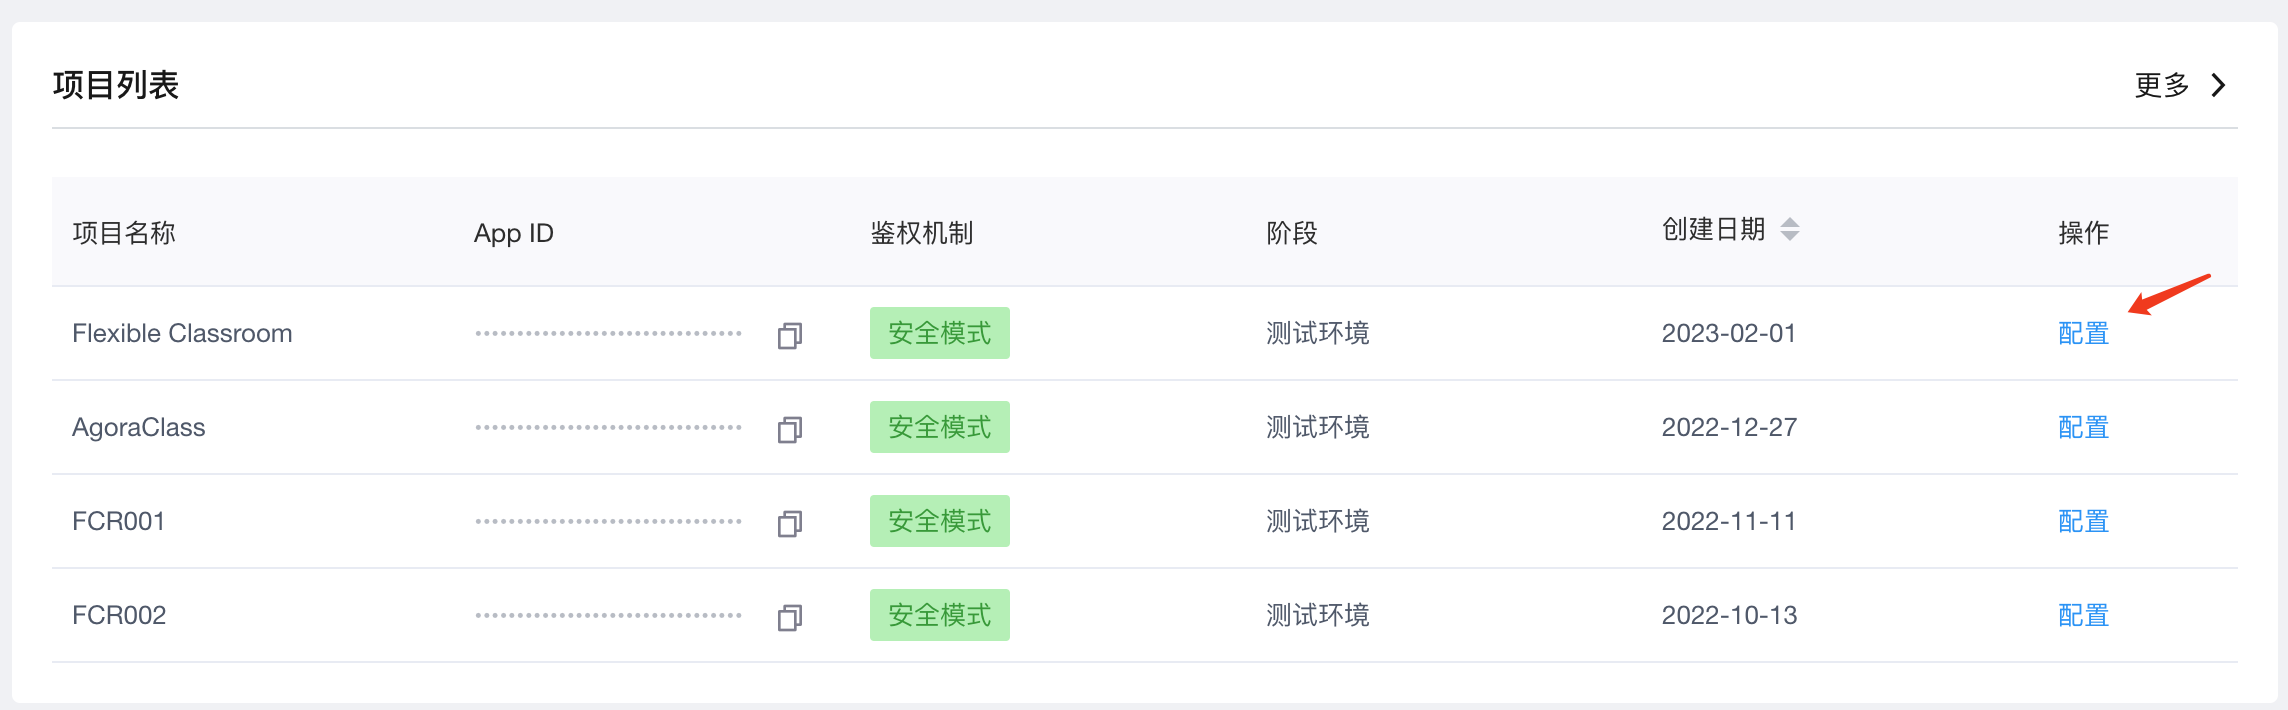 项目列表
更多
项目名称 App ID 鉴权机制 阶段 创建日期 操作
Flexible Classroom 安全模式 测试环境 2023-02-01 配置
AgoraClass 安全模式 测试环境 2022-12-27 配置
FCR001 安全模式 测试环境 2022-11-11 配置
FCR002 安全模式 测试环境 2022-10-13 配置